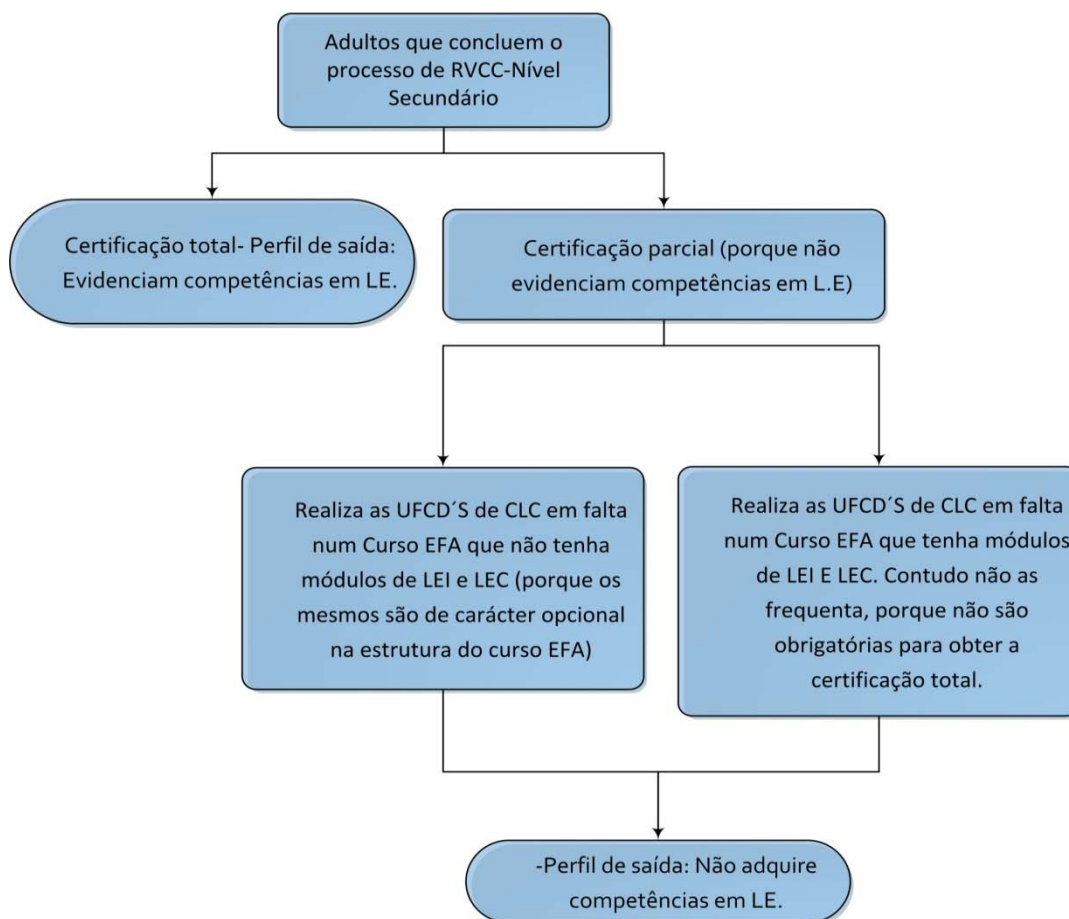 Adultos que concluem o
processo de RVCC-Nível
Secundário
Certificação total- Perfil de saída:
Evidenciam competências em LE.
Certificação parcial (porque não
evidenciam competências em L.E)
Realiza as UFCD´S de CLC em falta
num Curso EFA que não tenha
módulos de LEI e LEC (porque os
mesmos são de carácter opcional
na estrutura do curso EFA)
Realiza as UFCD´S de CLC em falta
num Curso EFA que tenha módulos
de LEI E LEC. Contudo não as
frequenta, porque não são
obrigatórias para obter a
certificação total.
-Perfil de saída: Não adquire
competências em LE.